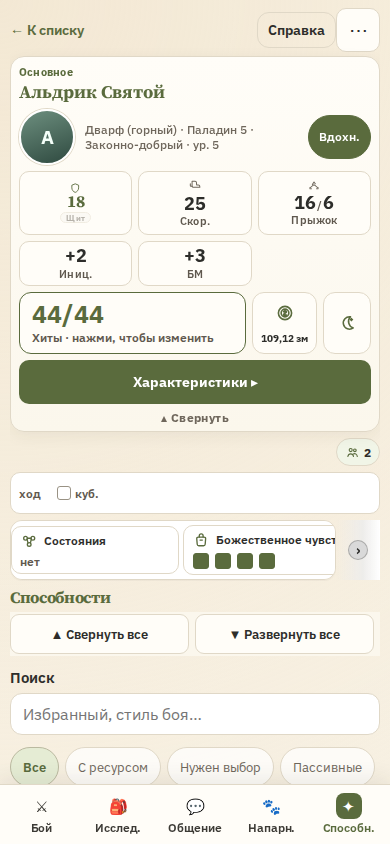 ← К списку
Справка
...
Основное
Альдрик Святой
А
Дварф (горный) · Паладин 5 ·
Законно-добрый · ур. 5
Вдохн.
18
Щит
25
Скор.
16/6
Прыжок
+2
Иниц.
+3
БМ
44/44
Хиты · нажми, чтобы изменить
109,12 зм
Характеристики ▸
▴ Свернуть
2
ход
куб.
Состояния
нет
Божественное чувст
›
Способности
▲ Свернуть все
▼ Развернуть все
Поиск
Избранный, стиль боя…
Все
С ресурсом
Нужен выбор
Пассивные
Бой
Исслед.
Общение
Напарн.
Способн.